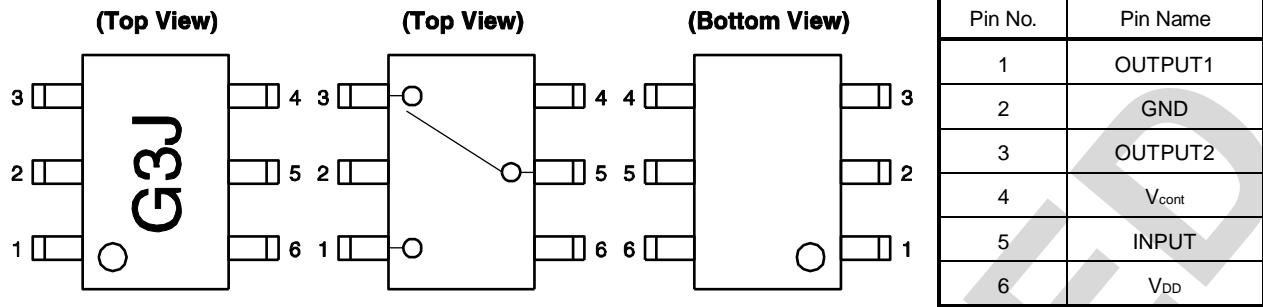 (Top View)
3 4
2 5
1 6
G3J
(Top View)
3 4
2 5
1 6
(Bottom View)
4 3
5 2
6 1
Pin No. Pin Name
1 OUTPUT1
2 GND
3 OUTPUT2
4 Vcont
5 INPUT
6 VDD